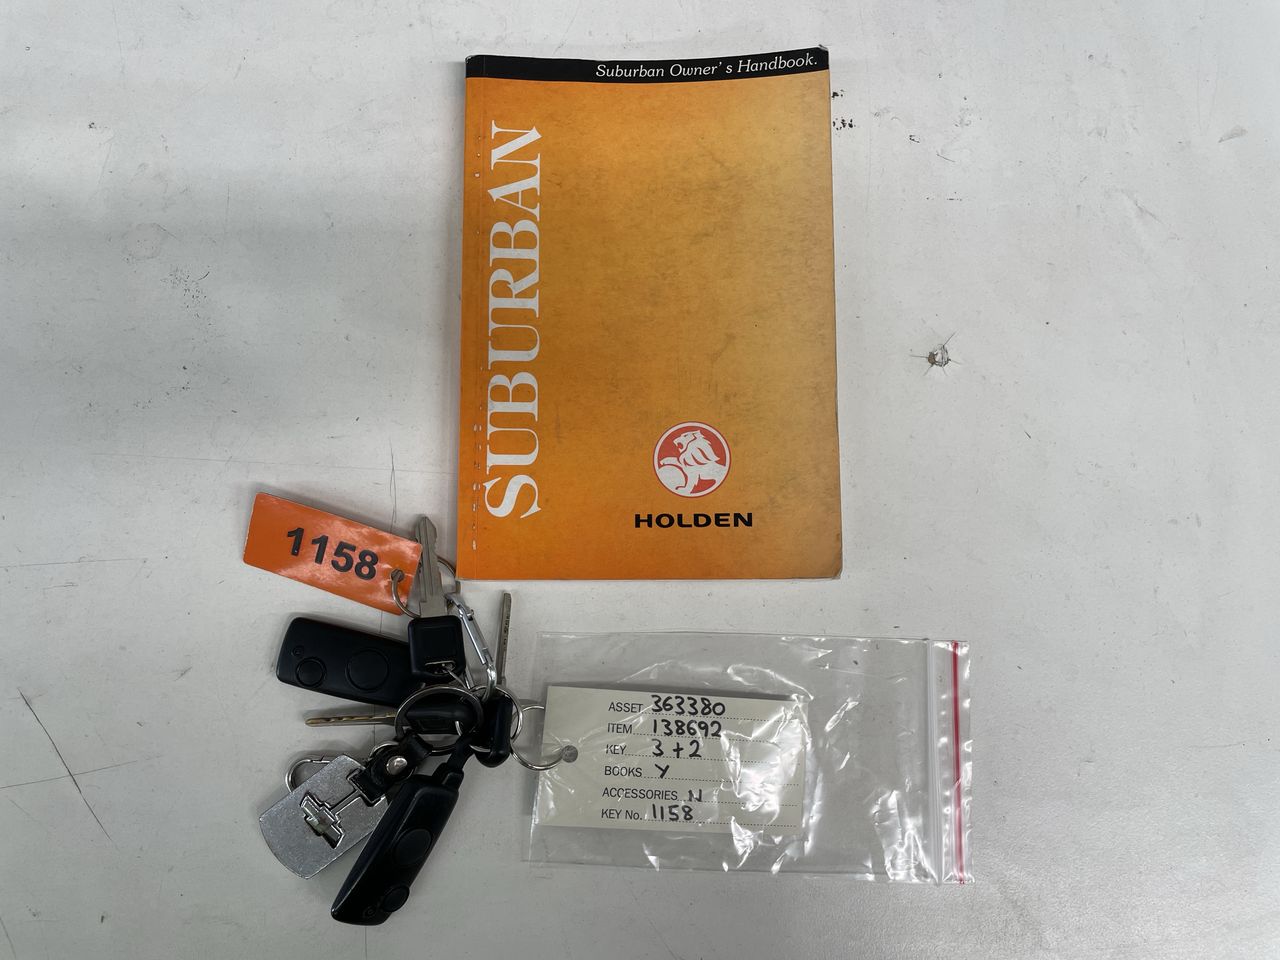 Suburban Owner's Handbook.
SUBURBAN
HOLDEN
1158
ASSET 363380
ITEM 138692
KEY 3 + 2
BOOKS Y
ACCESSORIES N
KEY No. 1158